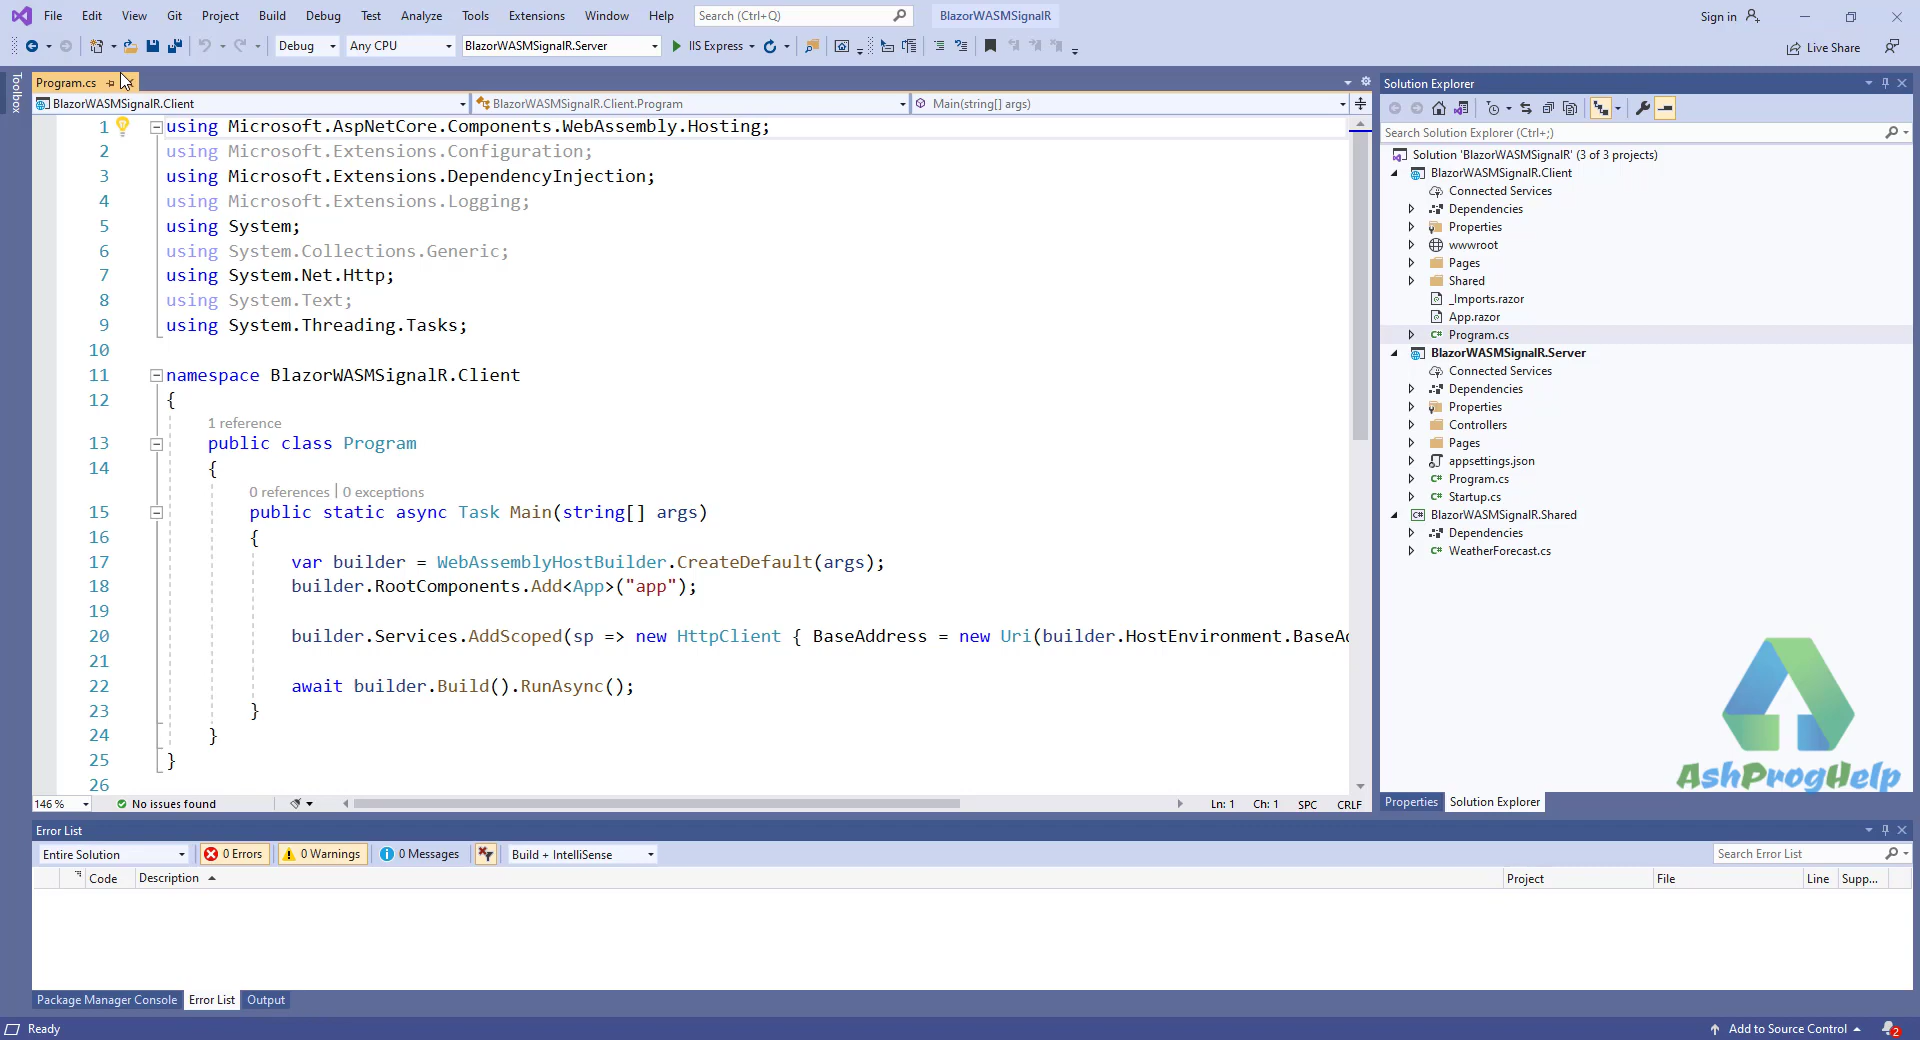 File Edit View Git Project Build Debug Test Analyze Tools Extensions Window Help Search (Ctrl+Q) BlazorWASMSignalR Sign in
Debug Any CPU BlazorWASMSignalR.Server IIS Express Live Share
Toolbox
Program.cs
BlazorWASMSignalR.Client BlazorWASMSignalR.Client.Program Main(string[] args)
1 using Microsoft.AspNetCore.Components.WebAssembly.Hosting;
2 using Microsoft.Extensions.Configuration;
3 using Microsoft.Extensions.DependencyInjection;
4 using Microsoft.Extensions.Logging;
5 using System;
6 using System.Collections.Generic;
7 using System.Net.Http;
8 using System.Text;
9 using System.Threading.Tasks;
10
11 namespace BlazorWASMSignalR.Client
12 {
1 reference
13 public class Program
14 {
0 references | 0 exceptions
15 public static async Task Main(string[] args)
16 {
17 var builder = WebAssemblyHostBuilder.CreateDefault(args);
18 builder.RootComponents.Add<App>("app");
19
20 builder.Services.AddScoped(sp => new HttpClient { BaseAddress = new Uri(builder.HostEnvironment.BaseAd
21
22 await builder.Build().RunAsync();
23 }
24 }
25 }
26
146 % No issues found Ln: 1 Ch: 1 SPC CRLF
Solution Explorer
Search Solution Explorer (Ctrl+;)
Solution 'BlazorWASMSignalR' (3 of 3 projects)
BlazorWASMSignalR.Client
Connected Services
Dependencies
Properties
wwwroot
Pages
Shared
_Imports.razor
App.razor
Program.cs
BlazorWASMSignalR.Server
Connected Services
Dependencies
Properties
Controllers
Pages
appsettings.json
Program.cs
Startup.cs
BlazorWASMSignalR.Shared
Dependencies
WeatherForecast.cs
AshProgHelp
Properties Solution Explorer
Error List
Entire Solution 0 Errors 0 Warnings 0 Messages Build + IntelliSense Search Error List
Code Description Project File Line Supp...
Package Manager Console Error List Output
Ready Add to Source Control 2